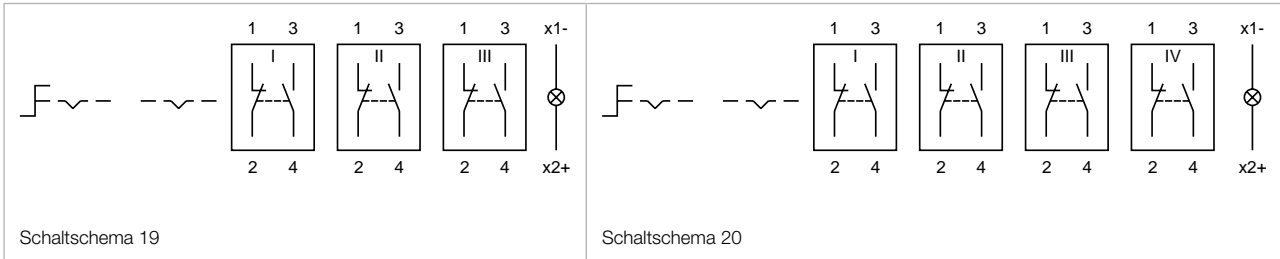 1 3 1 3 1 3 x1-
I II III
2 4 2 4 2 4 x2+
Schaltschema 19
1 3 1 3 1 3 1 3 x1-
I II III IV
2 4 2 4 2 4 2 4 x2+
Schaltschema 20